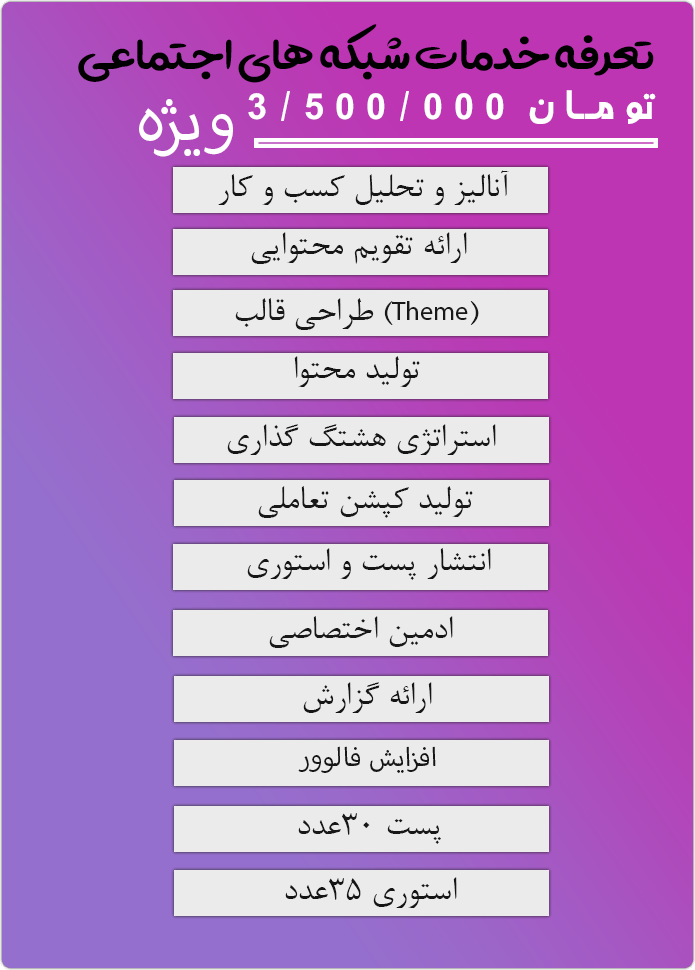 تعرفه خدمات شبکه های اجتماعی
3/500/000 تومان
ویژه
آنالیز و تحلیل کسب و کار
ارائه تقویم محتوایی
طراحی قالب (Theme)
تولید محتوا
استراتژی هشتگ گذاری
تولید کپشن تعاملی
انتشار پست و استوری
ادمین اختصاصی
ارائه گزارش
افزایش فالوور
پست ۳۰عدد
استوری ۳۵عدد